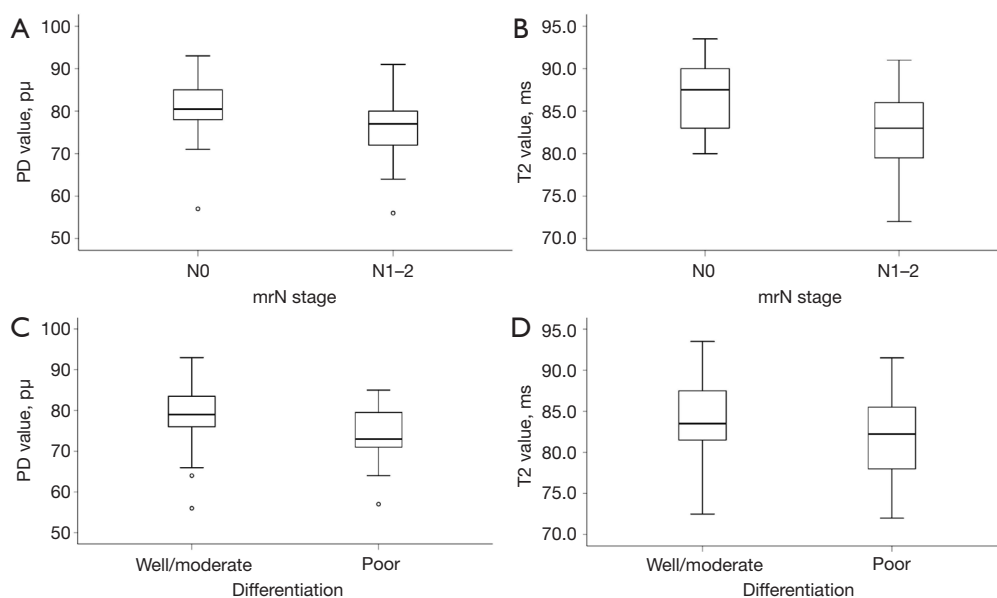 A
PD value, pµ
100
90
80
70
60
50
N0
N1–2
mrN stage
B
T2 value, ms
95.0
90.0
85.0
80.0
75.0
70.0
N0
N1–2
mrN stage
C
PD value, pµ
100
90
80
70
60
50
Well/moderate
Poor
Differentiation
D
T2 value, ms
95.0
90.0
85.0
80.0
75.0
70.0
Well/moderate
Poor
Differentiation